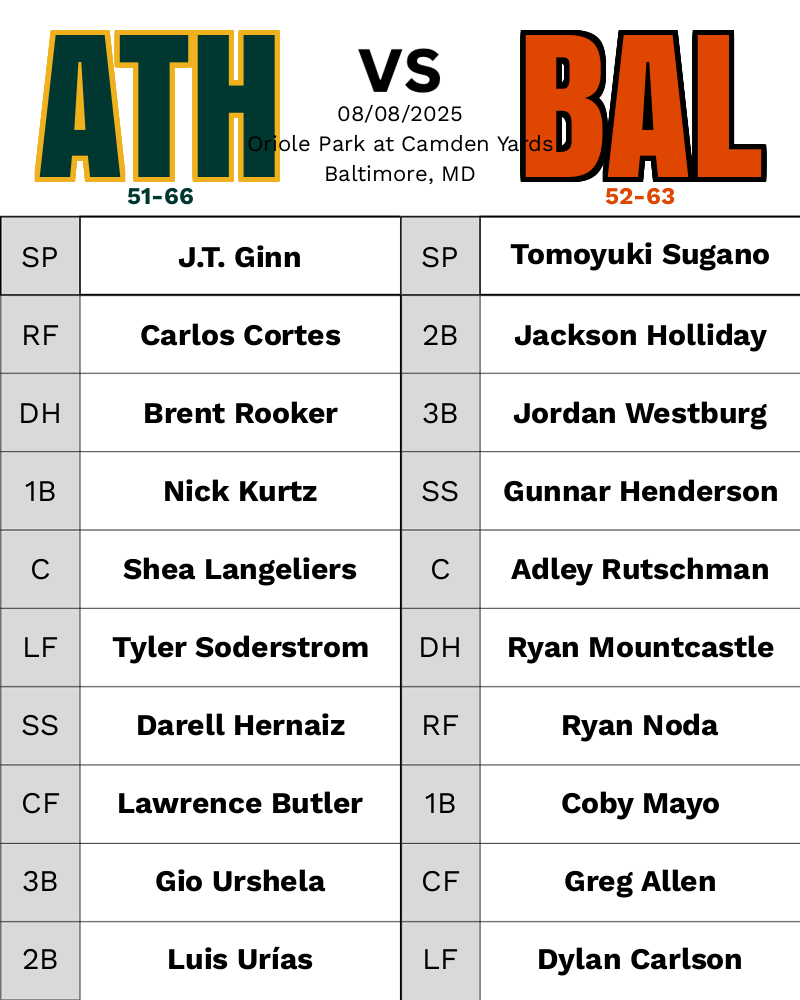 ATH
VS
BAL
08/08/2025
Oriole Park at Camden Yards
Baltimore, MD
51-66
52-63
SP J.T. Ginn SP Tomoyuki Sugano
RF Carlos Cortes 2B Jackson Holliday
DH Brent Rooker 3B Jordan Westburg
1B Nick Kurtz SS Gunnar Henderson
C Shea Langeliers C Adley Rutschman
LF Tyler Soderstrom DH Ryan Mountcastle
SS Darell Hernaiz RF Ryan Noda
CF Lawrence Butler 1B Coby Mayo
3B Gio Urshela CF Greg Allen
2B Luis Urías LF Dylan Carlson